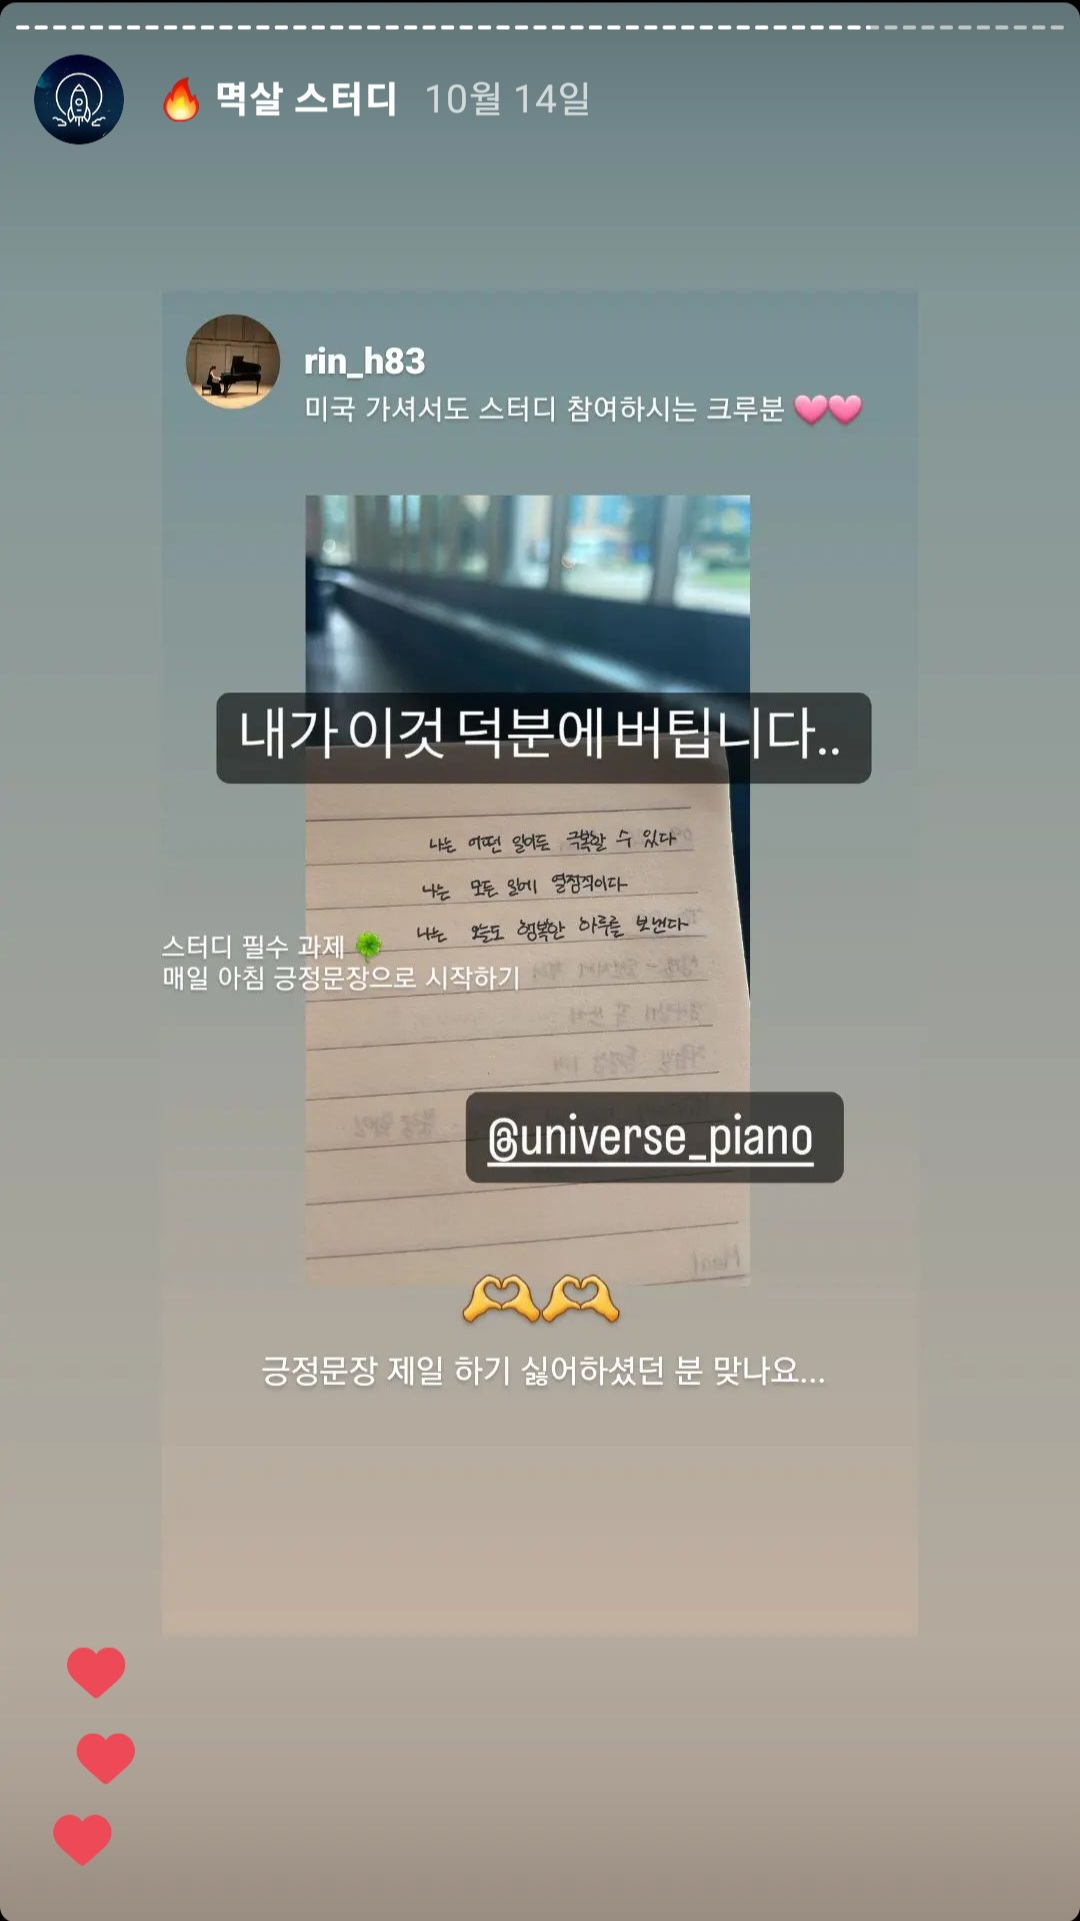 🔥 멱살 스터디 10월 14일
rin_h83
미국 가셔서도 스터디 참여하시는 크루분 💗💗
내가 이것 덕분에 버팁니다..
나는 어떤 일이든 극복할 수 있다
나는 모든 일에 열정적이다
나는 오늘도 행복한 하루를 보낸다
스터디 필수 과제 🍀
매일 아침 긍정문장으로 시작하기
@universe_piano
🫶🫶
긍정문장 제일 하기 싫어하셨던 분 맞나요...